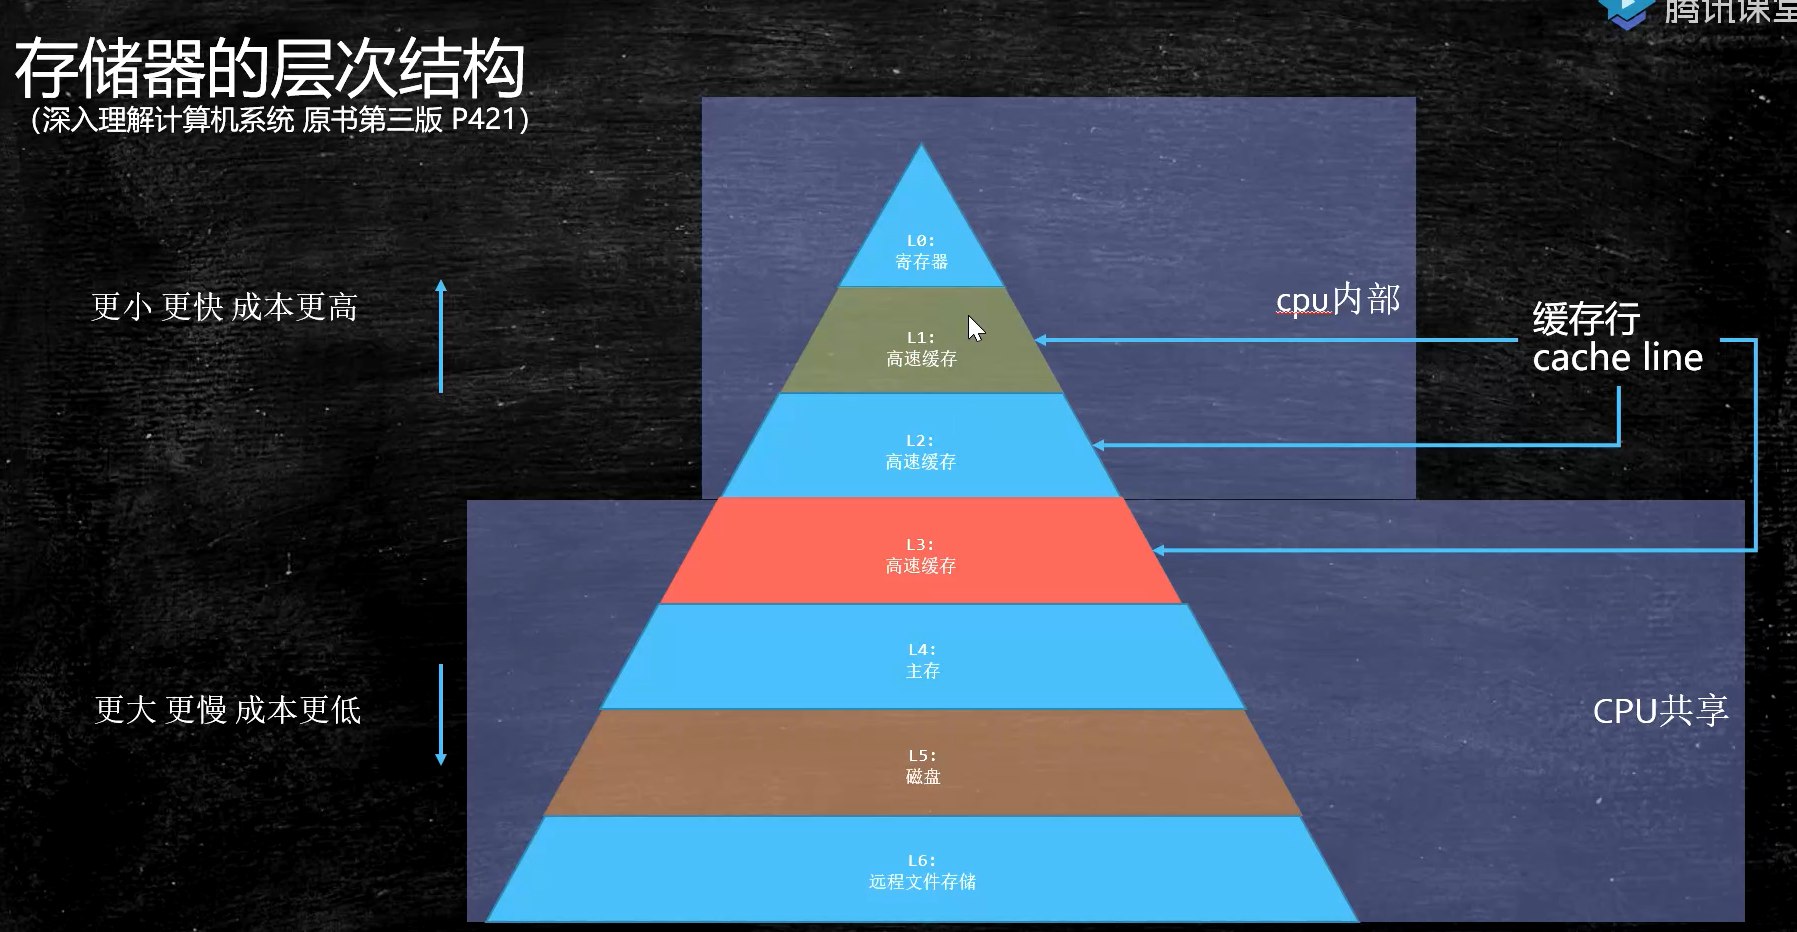 腾讯课堂
存储器的层次结构
（深入理解计算机系统 原书第三版 P421）
L0:
寄存器
更小 更快 成本更高
cpu内部
缓存行
cache line
L1:
高速缓存
L2:
高速缓存
L3:
高速缓存
L4:
主存
更大 更慢 成本更低
CPU共享
L5:
磁盘
L6:
远程文件存储